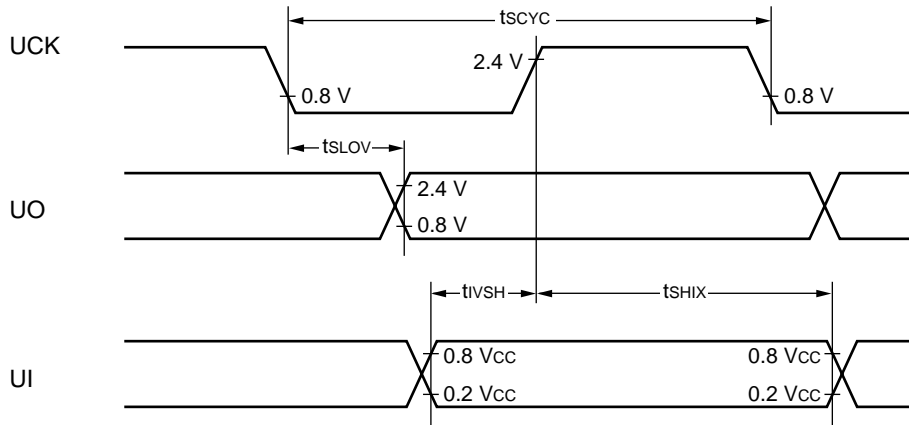 tSCYC
UCK
2.4 V
0.8 V
0.8 V
tSLOV
UO
2.4 V
0.8 V
tIVSH
tSHIX
UI
0.8 VCC
0.8 VCC
0.2 VCC
0.2 VCC